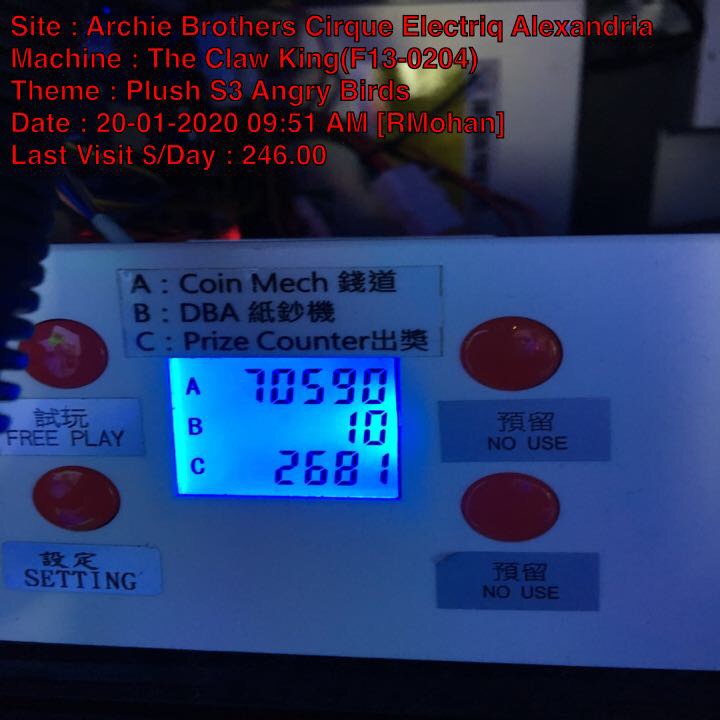 Site : Archie Brothers Cirque Electriq Alexandria
Machine : The Claw King(F13-0204)
Theme : Plush S3 Angry Birds
Date : 20-01-2020 09:51 AM [RMohan]
Last Visit S/Day : 246.00
A : Coin Mech 錢道
B : DBA 紙鈔機
C : Prize Counter出獎
A 70590
B 10
C 2681
試玩
FREE PLAY
預留
NO USE
設定
SETTING
預留
NO USE